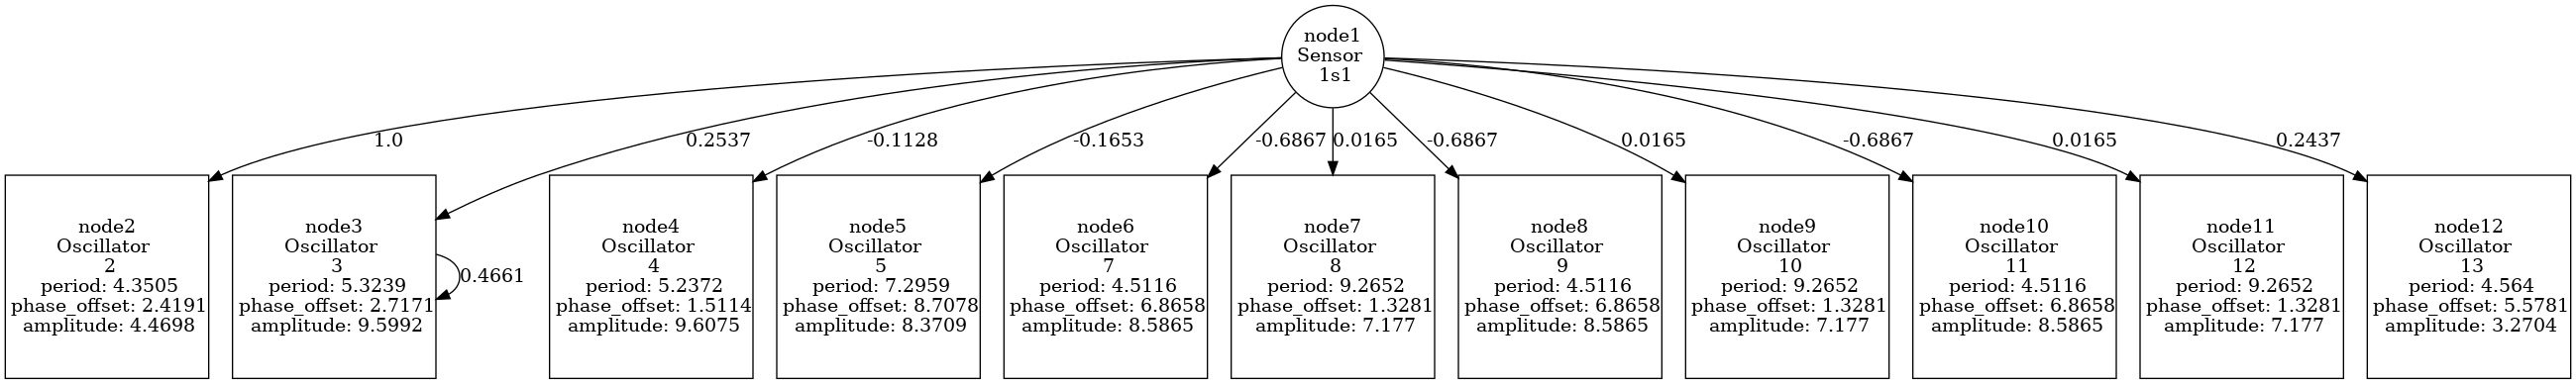 node1
Sensor
1s1
1.0
0.2537
-0.1128
-0.1653
-0.6867
0.0165
-0.6867
0.0165
-0.6867
0.0165
0.2437
node2
Oscillator
2
period: 4.3505
phase_offset: 2.4191
amplitude: 4.4698
node3
Oscillator
3
period: 5.3239
phase_offset: 2.7171
amplitude: 9.5992
0.4661
node4
Oscillator
4
period: 5.2372
phase_offset: 1.5114
amplitude: 9.6075
node5
Oscillator
5
period: 7.2959
phase_offset: 8.7078
amplitude: 8.3709
node6
Oscillator
7
period: 4.5116
phase_offset: 6.8658
amplitude: 8.5865
node7
Oscillator
8
period: 9.2652
phase_offset: 1.3281
amplitude: 7.177
node8
Oscillator
9
period: 4.5116
phase_offset: 6.8658
amplitude: 8.5865
node9
Oscillator
10
period: 9.2652
phase_offset: 1.3281
amplitude: 7.177
node10
Oscillator
11
period: 4.5116
phase_offset: 6.8658
amplitude: 8.5865
node11
Oscillator
12
period: 9.2652
phase_offset: 1.3281
amplitude: 7.177
node12
Oscillator
13
period: 4.564
phase_offset: 5.5781
amplitude: 3.2704